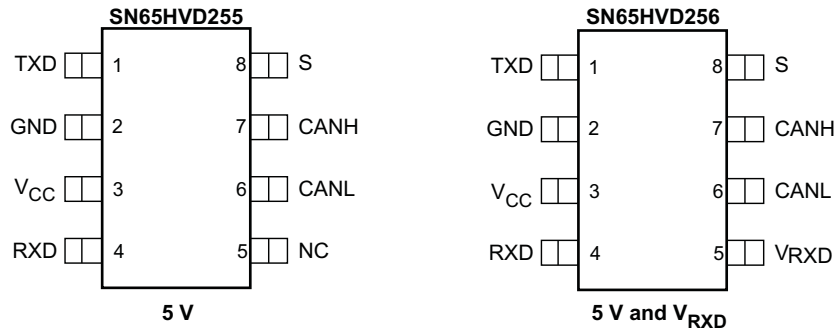 SN65HVD255
TXD 1 8 S
GND 2 7 CANH
VCC 3 6 CANL
RXD 4 5 NC
5 V
SN65HVD256
TXD 1 8 S
GND 2 7 CANH
VCC 3 6 CANL
RXD 4 5 VRXD
5 V and VRXD